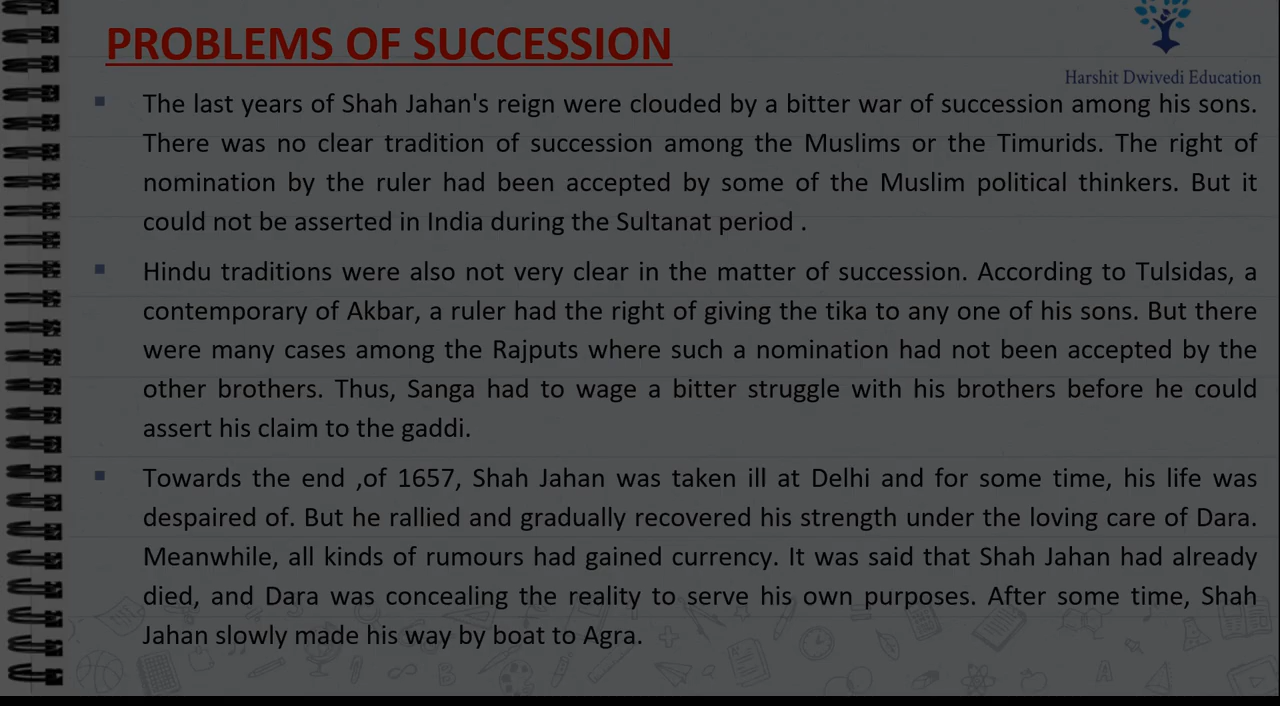 PROBLEMS OF SUCCESSION
Harshit Dwivedi Education
▪ The last years of Shah Jahan's reign were clouded by a bitter war of succession among his sons.
There was no clear tradition of succession among the Muslims or the Timurids. The right of
nomination by the ruler had been accepted by some of the Muslim political thinkers. But it
could not be asserted in India during the Sultanat period .
▪ Hindu traditions were also not very clear in the matter of succession. According to Tulsidas, a
contemporary of Akbar, a ruler had the right of giving the tika to any one of his sons. But there
were many cases among the Rajputs where such a nomination had not been accepted by the
other brothers. Thus, Sanga had to wage a bitter struggle with his brothers before he could
assert his claim to the gaddi.
▪ Towards the end ,of 1657, Shah Jahan was taken ill at Delhi and for some time, his life was
despaired of. But he rallied and gradually recovered his strength under the loving care of Dara.
Meanwhile, all kinds of rumours had gained currency. It was said that Shah Jahan had already
died, and Dara was concealing the reality to serve his own purposes. After some time, Shah
Jahan slowly made his way by boat to Agra.